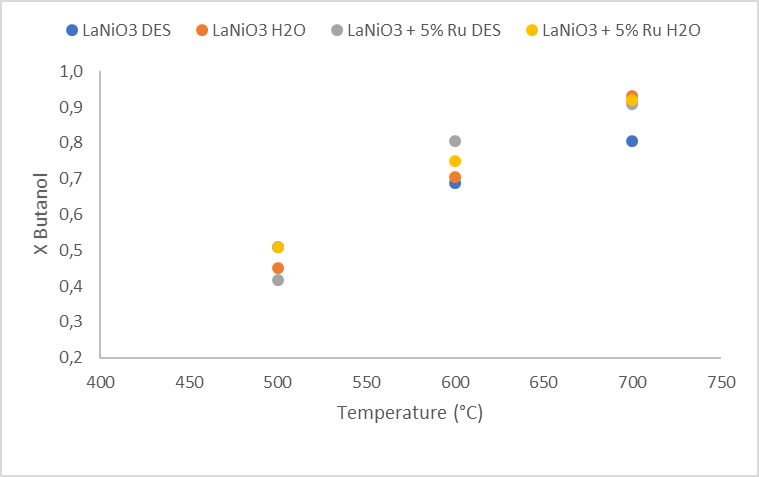 LaNiO3 DES LaNiO3 H2O LaNiO3 + 5% Ru DES LaNiO3 + 5% Ru H2O
1,0
0,9
0,8
0,7
0,6
0,5
0,4
0,3
0,2
X Butanol
400 450 500 550 600 650 700 750
Temperature (°C)